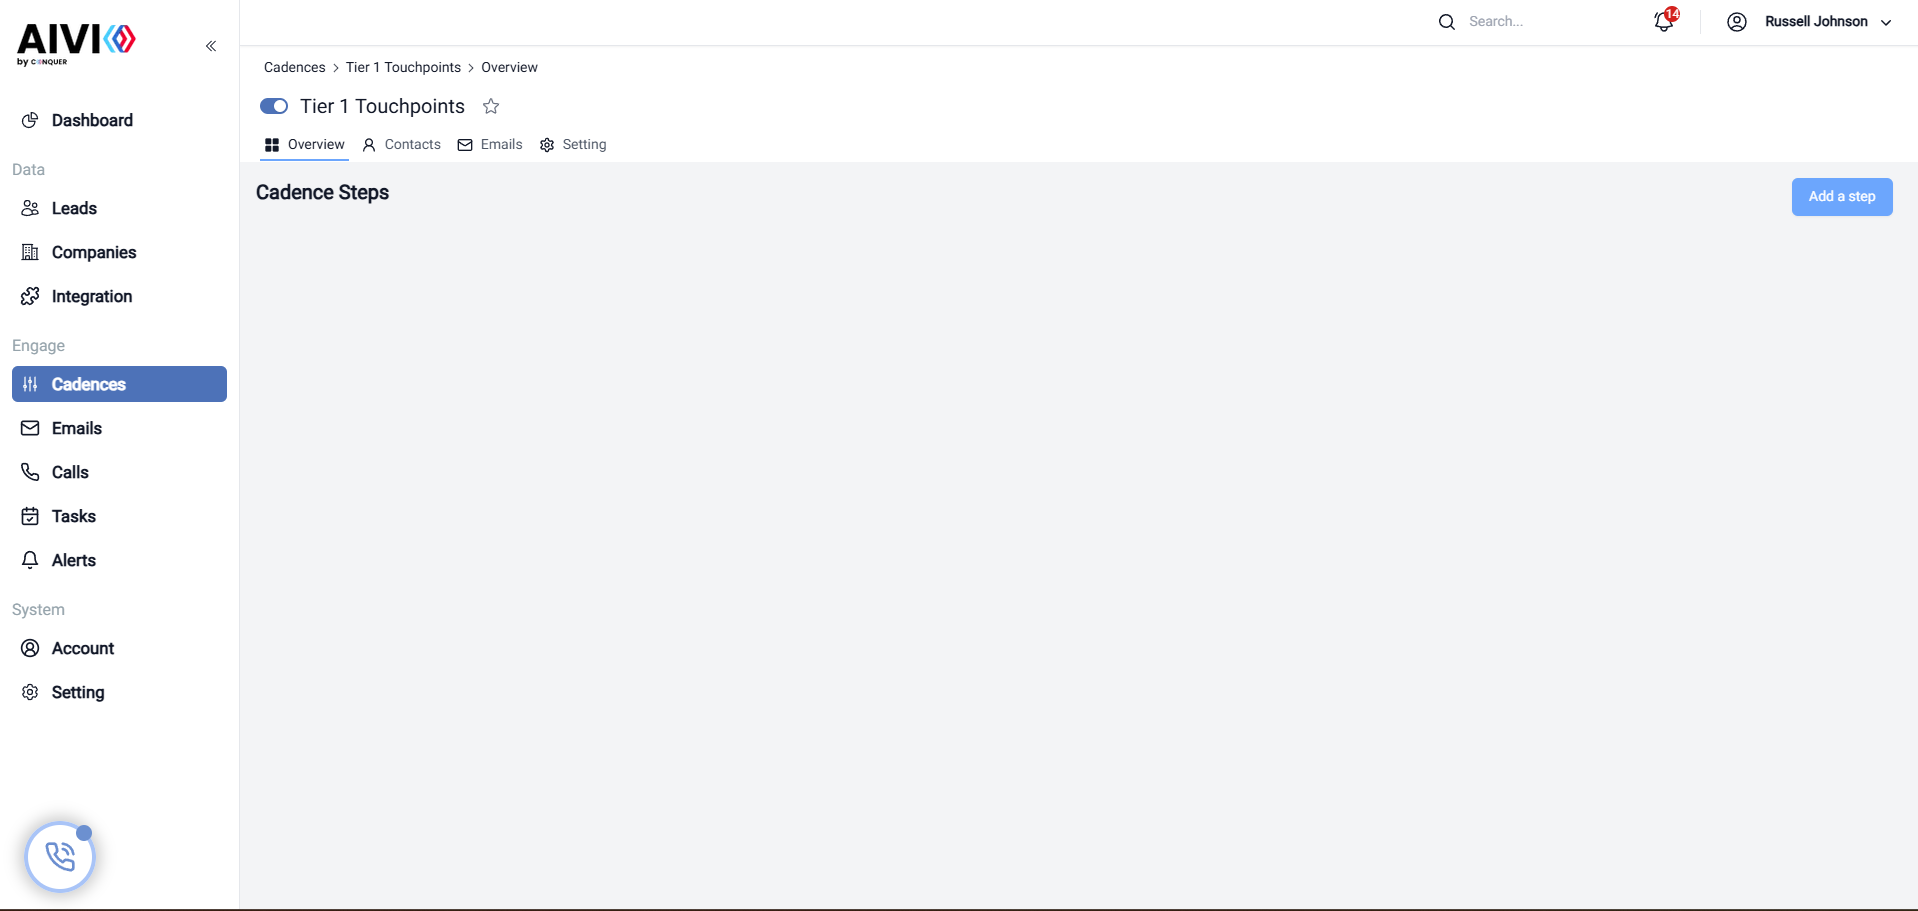 AIVI
by CONQUER
Search...
14
Russell Johnson
Cadences > Tier 1 Touchpoints > Overview
Tier 1 Touchpoints
Overview
Contacts
Emails
Setting
Cadence Steps
Add a step
Dashboard
Data
Leads
Companies
Integration
Engage
Cadences
Emails
Calls
Tasks
Alerts
System
Account
Setting